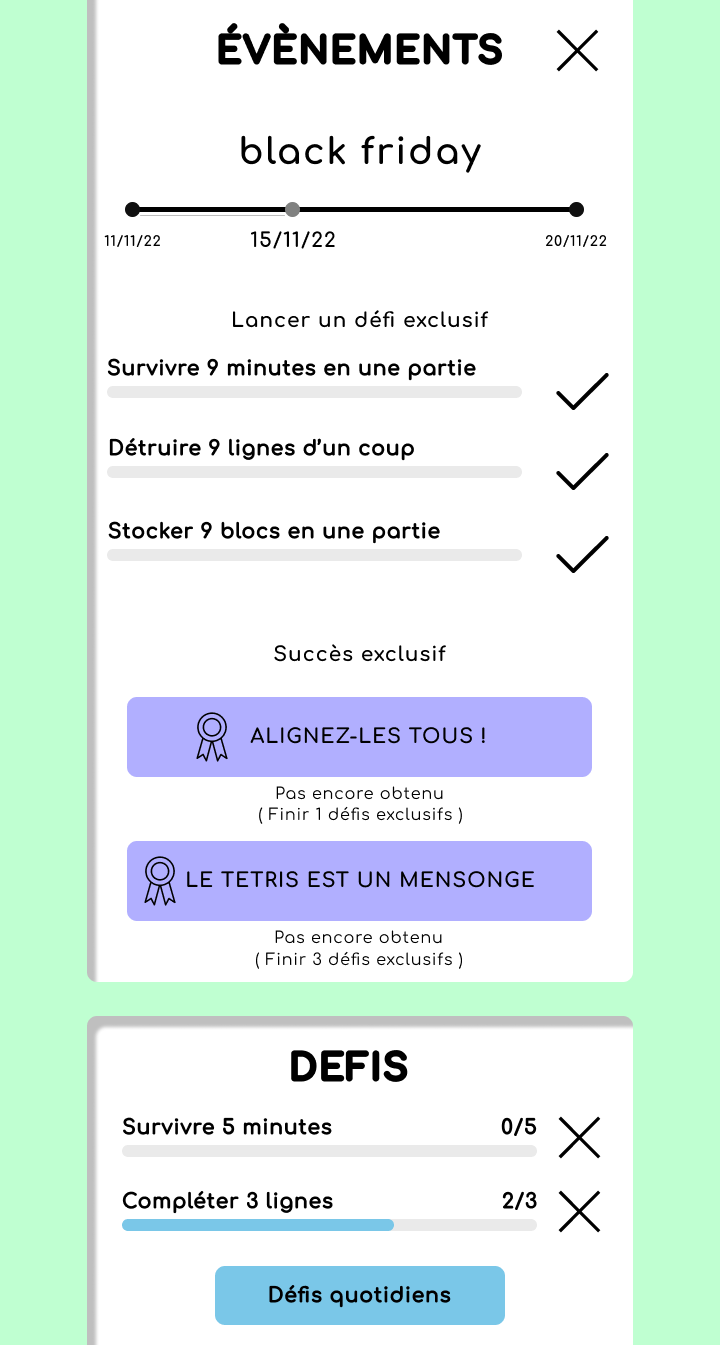 ÉVÈNEMENTS
black friday
11/11/22
15/11/22
20/11/22
Lancer un défi exclusif
Survivre 9 minutes en une partie
Détruire 9 lignes d'un coup
Stocker 9 blocs en une partie
Succès exclusif
ALIGNEZ-LES TOUS !
Pas encore obtenu
( Finir 1 défis exclusifs )
LE TETRIS EST UN MENSONGE
Pas encore obtenu
( Finir 3 défis exclusifs )
DEFIS
Survivre 5 minutes 0/5
Compléter 3 lignes 2/3
Défis quotidiens